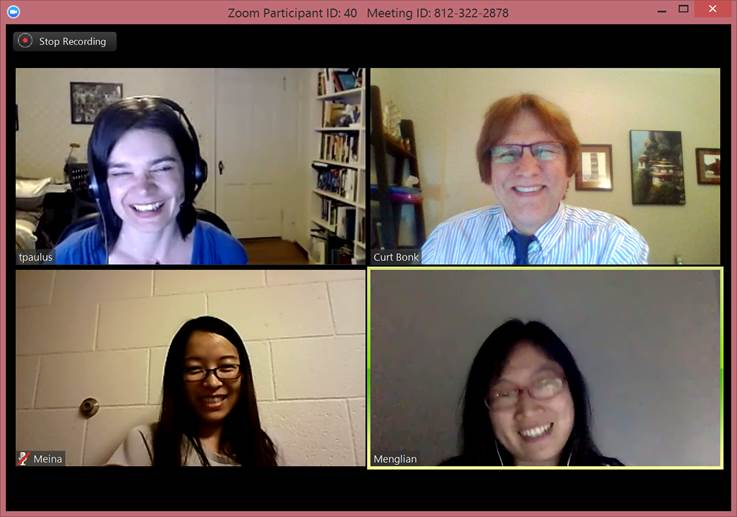 Zoom Participant ID: 40 Meeting ID: 812-322-2878
Stop Recording
tpaulus
Curt Bonk
Meina
Menglian